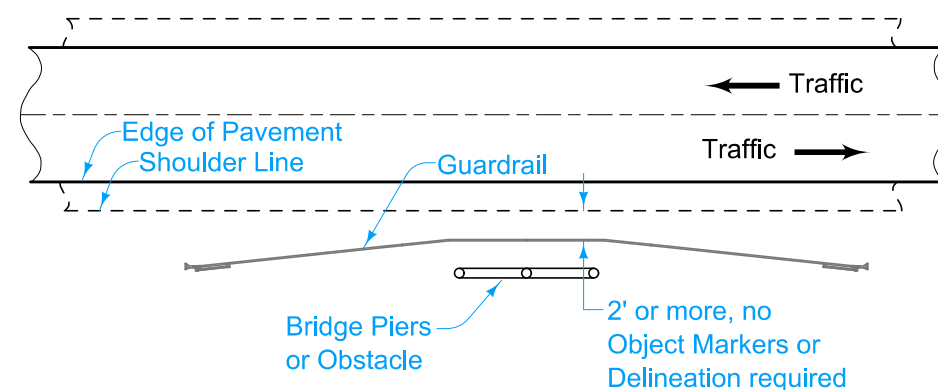 Traffic
Edge of Pavement
Shoulder Line
Guardrail
Traffic
Bridge Piers
or Obstacle
2' or more, no
Object Markers or
Delineation required